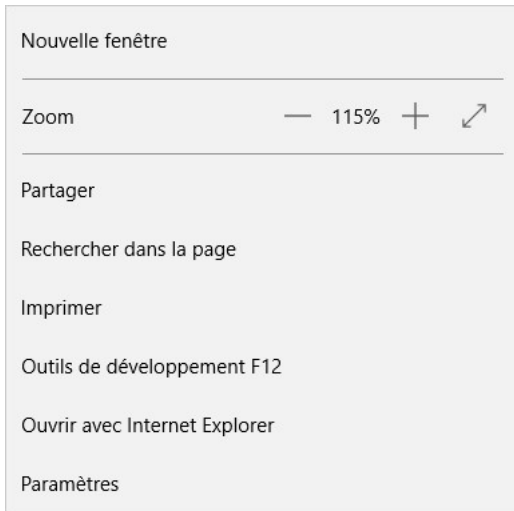 Nouvelle fenêtre
Zoom — 115% +
Partager
Rechercher dans la page
Imprimer
Outils de développement F12
Ouvrir avec Internet Explorer
Paramètres